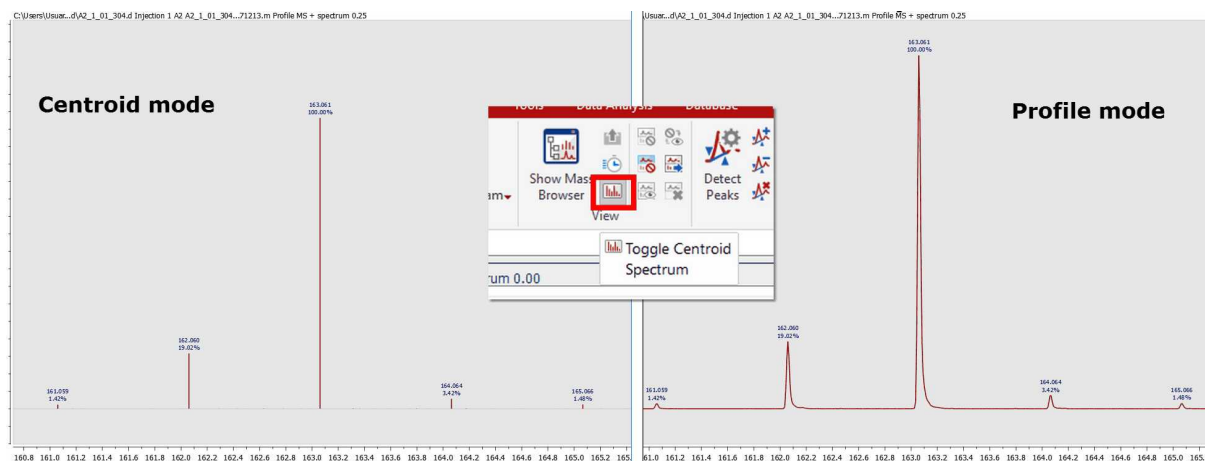 C:\Users\Usuar...d\A2_1_01_304.d Injection 1 A2 A2_1_01_304...71213.m Profile MS + spectrum 0.25
Centroid mode
163.061
100.00%
162.060
19.02%
161.059
1.42%
164.064
3.42%
165.066
1.48%
160.8 161.0 161.2 161.4 161.6 161.8 162.0 162.2 162.4 162.6 162.8 163.0 163.2 163.4 163.6 163.8 164.0 164.2 164.4 164.6 164.8 165.0 165.2 165.
Tools Data Analysis Database
Show Mass
Browser
am
Detect
Peaks
View
Toggle Centroid
Spectrum
rum 0.00
\Usuar...d\A2_1_01_304.d Injection 1 A2 A2_1_01_304...71213.m Profile MS + spectrum 0.25
Profile mode
163.061
100.00%
162.060
19.02%
161.059
1.42%
164.064
3.42%
165.066
1.48%
61.0 161.2 161.4 161.6 161.8 162.0 162.2 162.4 162.6 162.8 163.0 163.2 163.4 163.6 163.8 164.0 164.2 164.4 164.6 164.8 165.0 165.